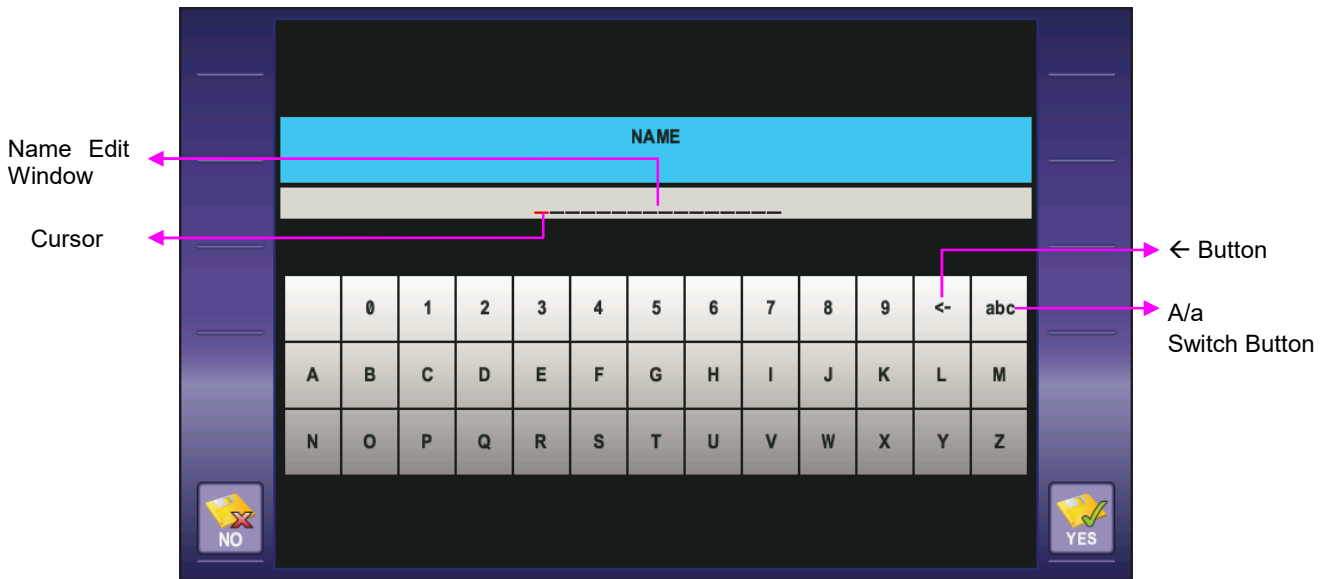 NAME
Name Edit
Window
________________
Cursor
← Button
0 1 2 3 4 5 6 7 8 9 <- abc
A/a
Switch Button
A B C D E F G H I J K L M
N O P Q R S T U V W X Y Z
NO
YES